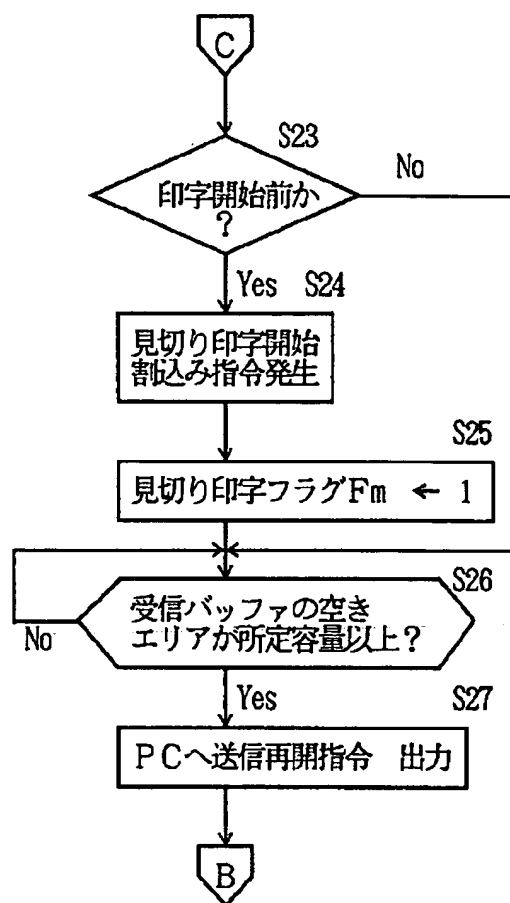 C
S23
印字開始前か
?
No
Yes S24
見切り印字開始
割込み指令発生
S25
見切り印字フラグFm ← 1
S26
受信バッファの空き
エリアが所定容量以上?
No
Yes
S27
PCへ送信再開指令 出力
B